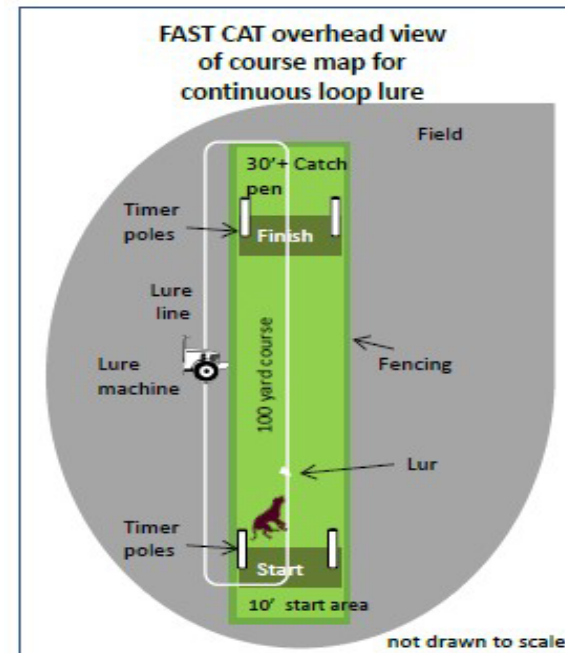 FAST CAT overhead view
of course map for
continuous loop lure
Field
30'+ Catch
pen
Timer
poles
Finish
Lure
line
Lure
machine
100 yard course
Fencing
Lur
Timer
poles
Start
10' start area
not drawn to scale